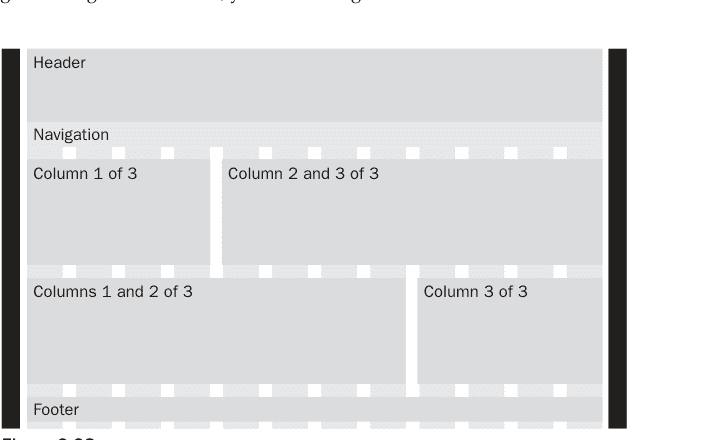 Header
Navigation
Column 1 of 3
Column 2 and 3 of 3
Columns 1 and 2 of 3
Column 3 of 3
Footer